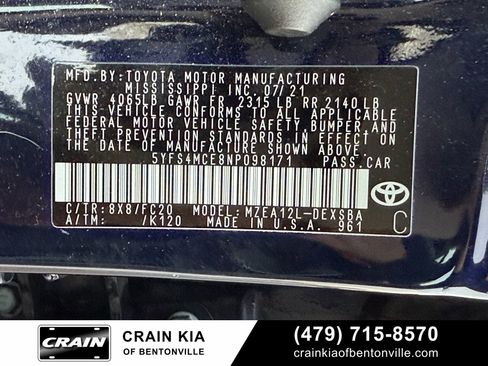 MFD. BY TOYOTA MOTOR MANUFACTURING
MISSISSIPPI INC. 07/21
GVWR 4065LB GAWR FR 2315 LB RR 2140 LB
THIS VEHICLE CONFORMS TO ALL APPLICABLE
FEDERAL MOTOR VEHICLE SAFETY, BUMPER, AND
THEFT PREVENTION STANDARDS IN EFFECT ON
THE DATE OF MANUFACTURE SHOWN ABOVE.
5YFS4MCE8NP098171 PASS.CAR
C/TR: 8X8/FC20 MODEL: MZEA12L-DEXSBA
A/TM: /K120 MADE IN U.S.A. 961
C
CRAIN
CRAIN KIA
OF BENTONVILLE
(479) 715-8570
crainkiaofbentonville.com